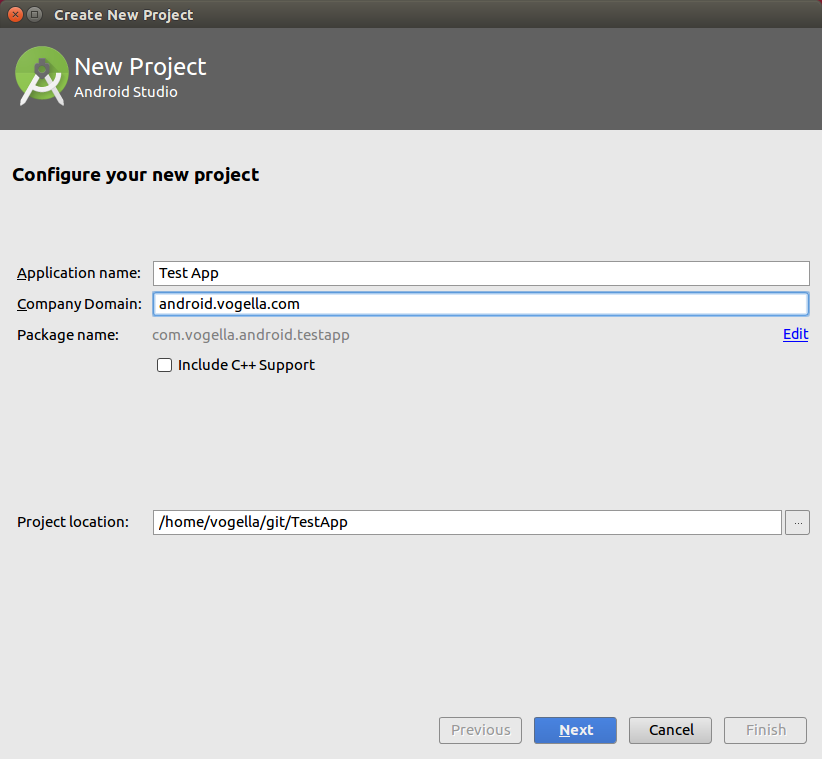 Create New Project
New Project
Android Studio
Configure your new project
Application name: Test App
Company Domain: android.vogella.com
Package name: com.vogella.android.testapp Edit
Include C++ Support
Project location: /home/vogella/git/TestApp ...
Previous Next Cancel Finish